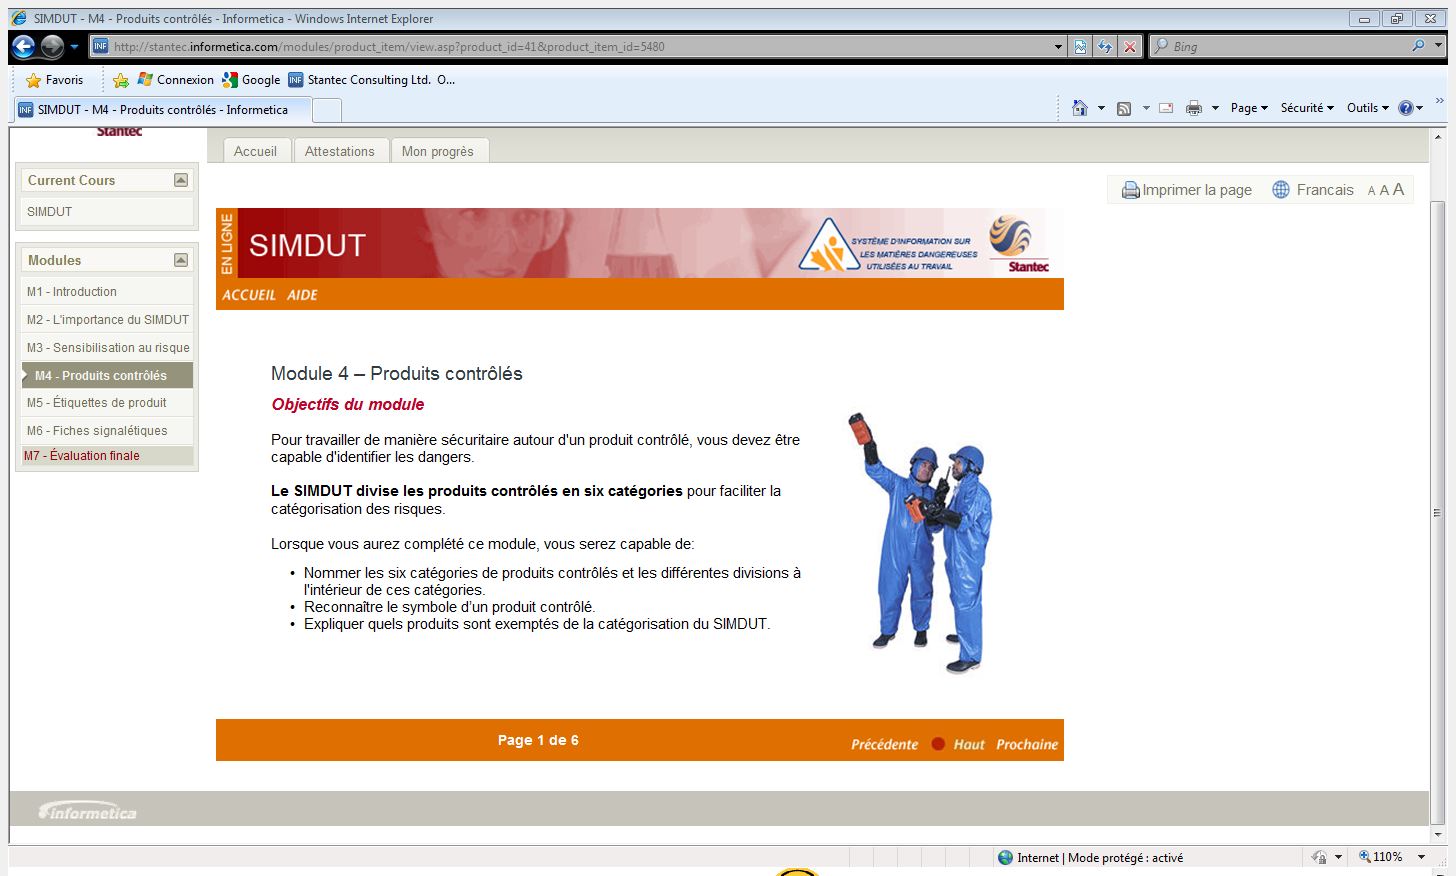 SIMDUT - M4 - Produits contrôlés - Informetica - Windows Internet Explorer
INF http://stantec.informetica.com/modules/product_item/view.asp?product_id=41&product_item_id=5480
Bing
Favoris
Connexion
Google
INF Stantec Consulting Ltd. O...
INF SIMDUT - M4 - Produits contrôlés - Informetica
Page
Sécurité
Outils
Stantec
Accueil
Attestations
Mon progrès
Current Cours
SIMDUT
Modules
M1 - Introduction
M2 - L'importance du SIMDUT
M3 - Sensibilisation au risque
M4 - Produits contrôlés
M5 - Étiquettes de produit
M6 - Fiches signalétiques
M7 - Évaluation finale
Imprimer la page
Francais
A A A
EN LIGNE
SIMDUT
SYSTÈME D'INFORMATION SUR
LES MATIÈRES DANGEREUSES
UTILISÉES AU TRAVAIL
Stantec
ACCUEIL AIDE
Module 4 – Produits contrôlés
Objectifs du module
Pour travailler de manière sécuritaire autour d'un produit contrôlé, vous devez être
capable d'identifier les dangers.
Le SIMDUT divise les produits contrôlés en six catégories pour faciliter la
catégorisation des risques.
Lorsque vous aurez complété ce module, vous serez capable de:
• Nommer les six catégories de produits contrôlés et les différentes divisions à
l'intérieur de ces catégories.
• Reconnaître le symbole d'un produit contrôlé.
• Expliquer quels produits sont exemptés de la catégorisation du SIMDUT.
Page 1 de 6
Précédente
Haut
Prochaine
informetica
Internet | Mode protégé : activé
110%